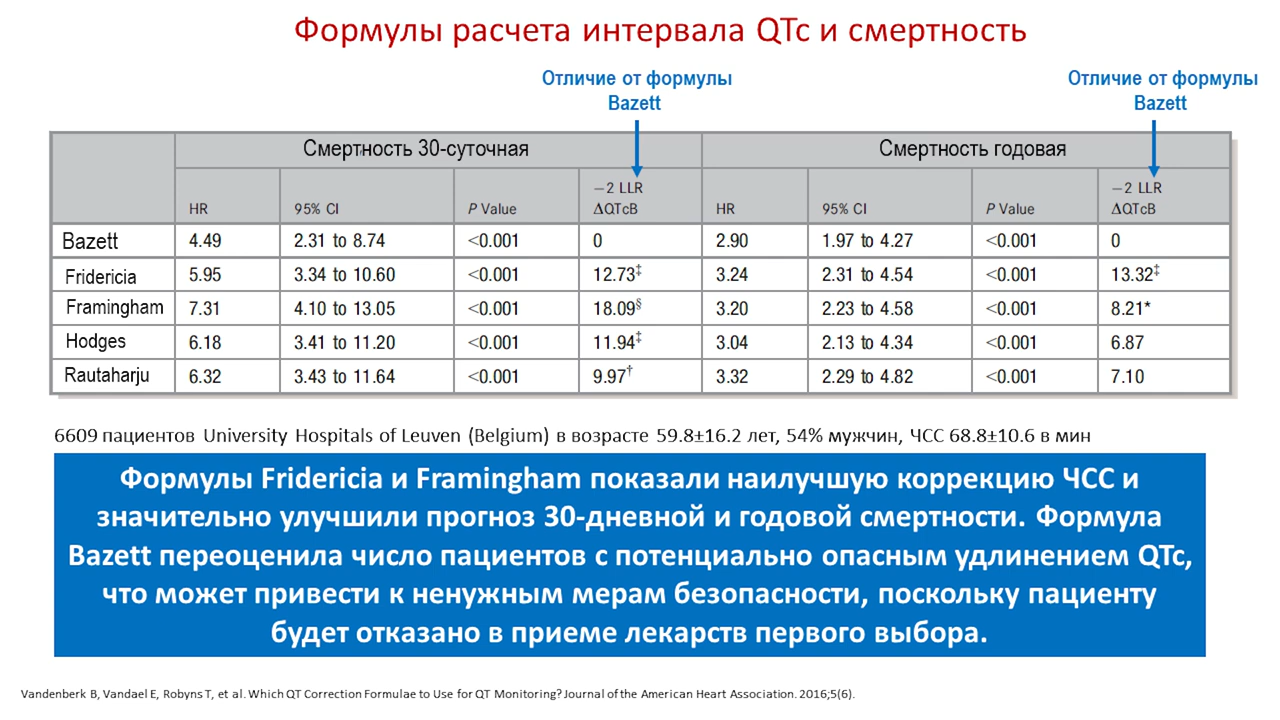 Формулы расчета интервала QTc и смертность
Отличие от формулы
Bazett
Отличие от формулы
Bazett
Смертность 30-суточная Смертность годовая
HR 95% CI P Value −2 LLR ΔQTcB HR 95% CI P Value −2 LLR ΔQTcB
Bazett 4.49 2.31 to 8.74 <0.001 0 2.90 1.97 to 4.27 <0.001 0
Fridericia 5.95 3.34 to 10.60 <0.001 12.73‡ 3.24 2.31 to 4.54 <0.001 13.32‡
Framingham 7.31 4.10 to 13.05 <0.001 18.09§ 3.20 2.23 to 4.58 <0.001 8.21*
Hodges 6.18 3.41 to 11.20 <0.001 11.94‡ 3.04 2.13 to 4.34 <0.001 6.87
Rautaharju 6.32 3.43 to 11.64 <0.001 9.97† 3.32 2.29 to 4.82 <0.001 7.10
6609 пациентов University Hospitals of Leuven (Belgium) в возрасте 59.8±16.2 лет, 54% мужчин, ЧСС 68.8±10.6 в мин
Формулы Fridericia и Framingham показали наилучшую коррекцию ЧСС и
значительно улучшили прогноз 30-дневной и годовой смертности. Формула
Bazett переоценила число пациентов с потенциально опасным удлинением QTc,
что может привести к ненужным мерам безопасности, поскольку пациенту
будет отказано в приеме лекарств первого выбора.
Vandenberk B, Vandael E, Robyns T, et al. Which QT Correction Formulae to Use for QT Monitoring? Journal of the American Heart Association. 2016;5(6).